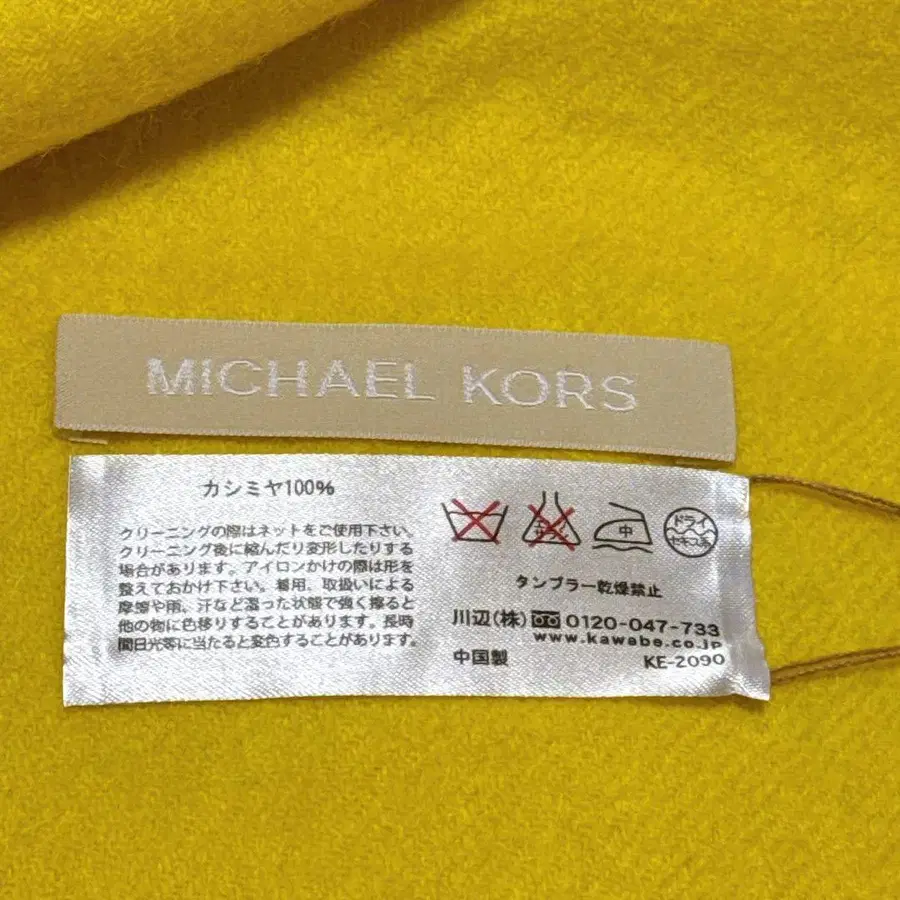 MICHAEL KORS
カシミヤ100%
クリーニングの際はネットをご使用下さい。
クリーニング後に縮んだり変形したりする
場合があります。アイロンかけの際は形を
整えておかけ下さい。着用、取扱いによる
摩擦や雨、汗など湿った状態で強く擦ると
他の物に色移りすることがあります。長時
間日光等に当たると変色することがあります。
中
ドライ
セキユ系
タンブラー乾燥禁止
川辺(株) 0120-047-733
www.kawabe.co.jp
中国製 KE-2090